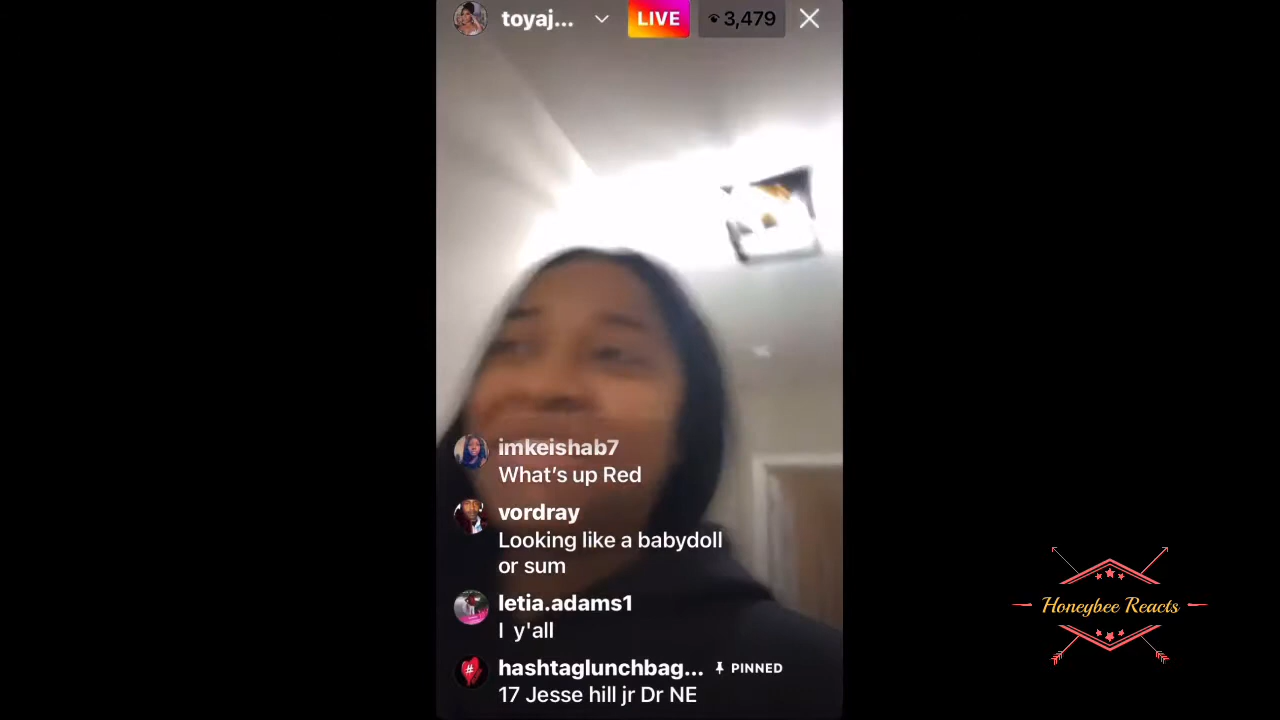 toyaj...
LIVE
3,479
imkeishab7
What's up Red
vordray
Looking like a babydoll
or sum
letia.adams1
I y'all
hashtaglunchbag... PINNED
17 Jesse hill jr Dr NE
Honeybee Reacts
#